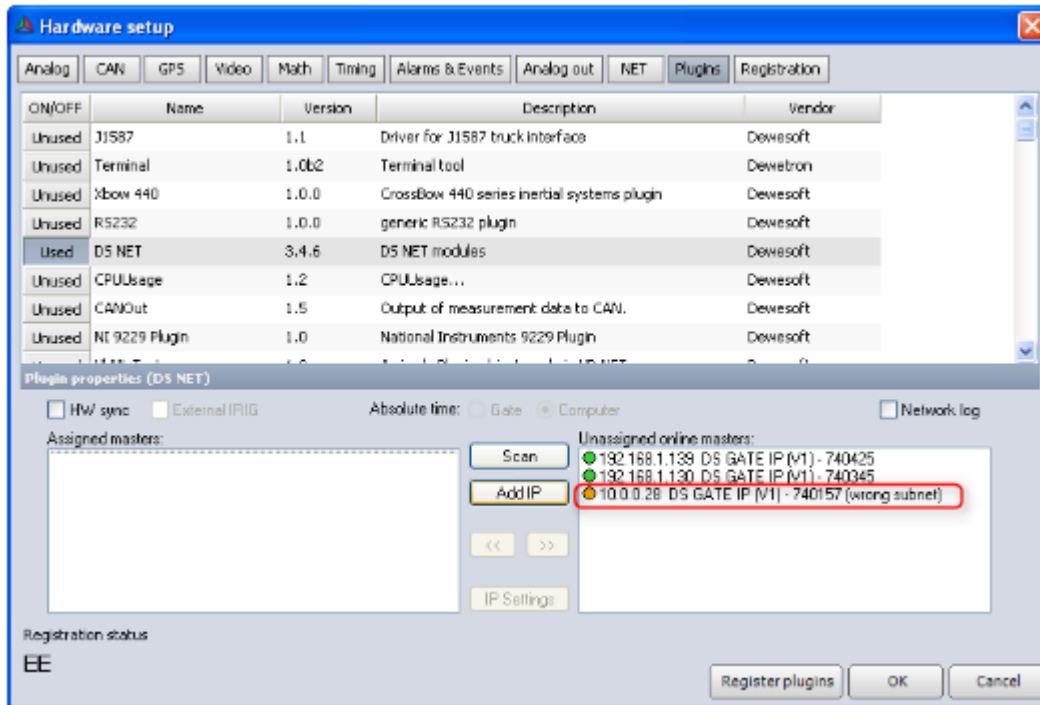 Hardware setup
Analog CAN GPS Video Math Timing Alarms & Events Analog out NET Plugins Registration
ON/OFF Name Version Description Vendor
Unused J1587 1.1 Driver for J1587 truck interface Dewesoft
Unused Terminal 1.0b2 Terminal tool Dewetron
Unused Xbow 440 1.0.0 CrossBow 440 series inertial systems plugin Dewesoft
Unused RS232 1.0.0 generic RS232 plugin Dewesoft
Used DS NET 3.4.6 DS NET modules Dewesoft
Unused CPUUsage 1.2 CPUUsage... Dewesoft
Unused CANOut 1.5 Output of measurement data to CAN. Dewesoft
Unused NI 9229 Plugin 1.0 National Instruments 9229 Plugin Dewesoft
Plugin properties (DS NET)
HW sync External IRIG Absolute time: Gate Computer Network log
Assigned masters: Unassigned online masters:
Scan 192.168.1.139 DS GATE IP (V1) - 740425
192.168.1.130 DS GATE IP (V1) - 740345
Add IP 10.0.0.28 DS GATE IP (V1) - 740157 (wrong subnet)
<< >>
IP Settings
Registration status
EE
Register plugins OK Cancel